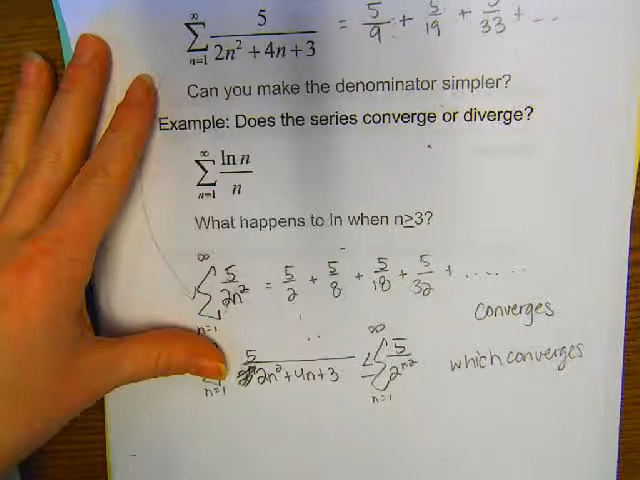 ∞ ∑ n=1 5/(2n² + 4n + 3) = 5/9 + 5/19 + 5/33 + ...
Can you make the denominator simpler?
Example: Does the series converge or diverge?
∞ ∑ n=1 ln n / n
What happens to ln when n≥3?
∞ ∑ n=1 5/2n² = 5/2 + 5/8 + 5/18 + 5/32 + ......
Converges
∑ n=1 5/2n²+4n+3 ∞ ∑ n=1 5/2n² which converges